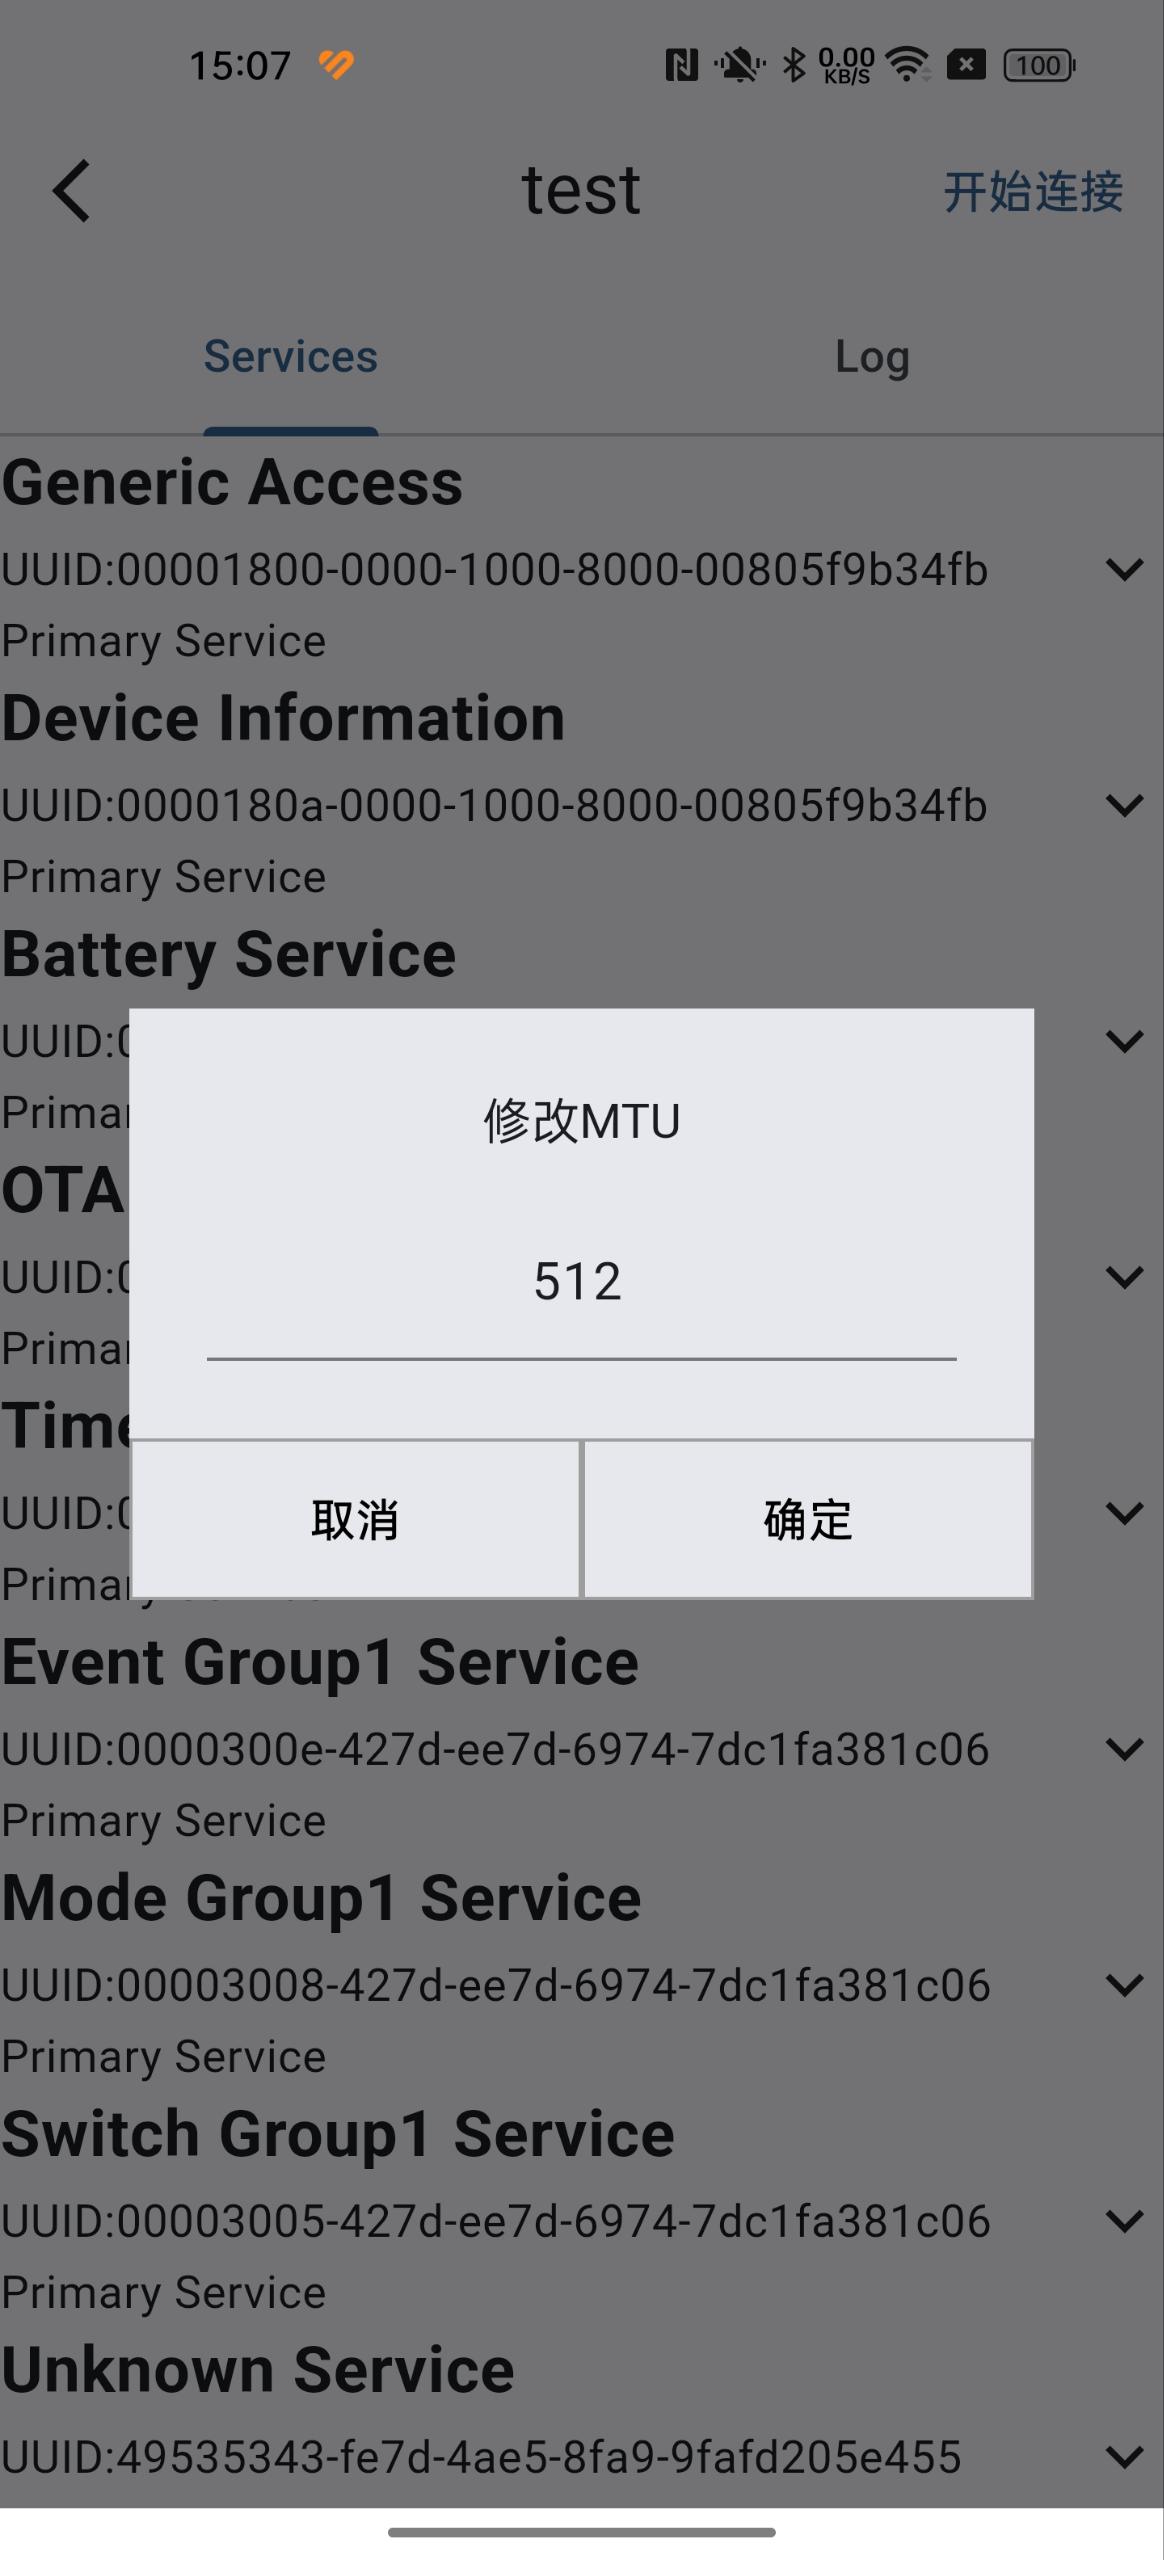 15:07
0.00
KB/S
100
test
开始连接
Services
Log
Generic Access
UUID:00001800-0000-1000-8000-00805f9b34fb
Primary Service
Device Information
UUID:0000180a-0000-1000-8000-00805f9b34fb
Primary Service
Battery Service
UUID:
OTA
UUID:
Time
UUID:
修改MTU
512
取消
确定
Event Group1 Service
UUID:0000300e-427d-ee7d-6974-7dc1fa381c06
Primary Service
Mode Group1 Service
UUID:00003008-427d-ee7d-6974-7dc1fa381c06
Primary Service
Switch Group1 Service
UUID:00003005-427d-ee7d-6974-7dc1fa381c06
Primary Service
Unknown Service
UUID:49535343-fe7d-4ae5-8fa9-9fafd205e455